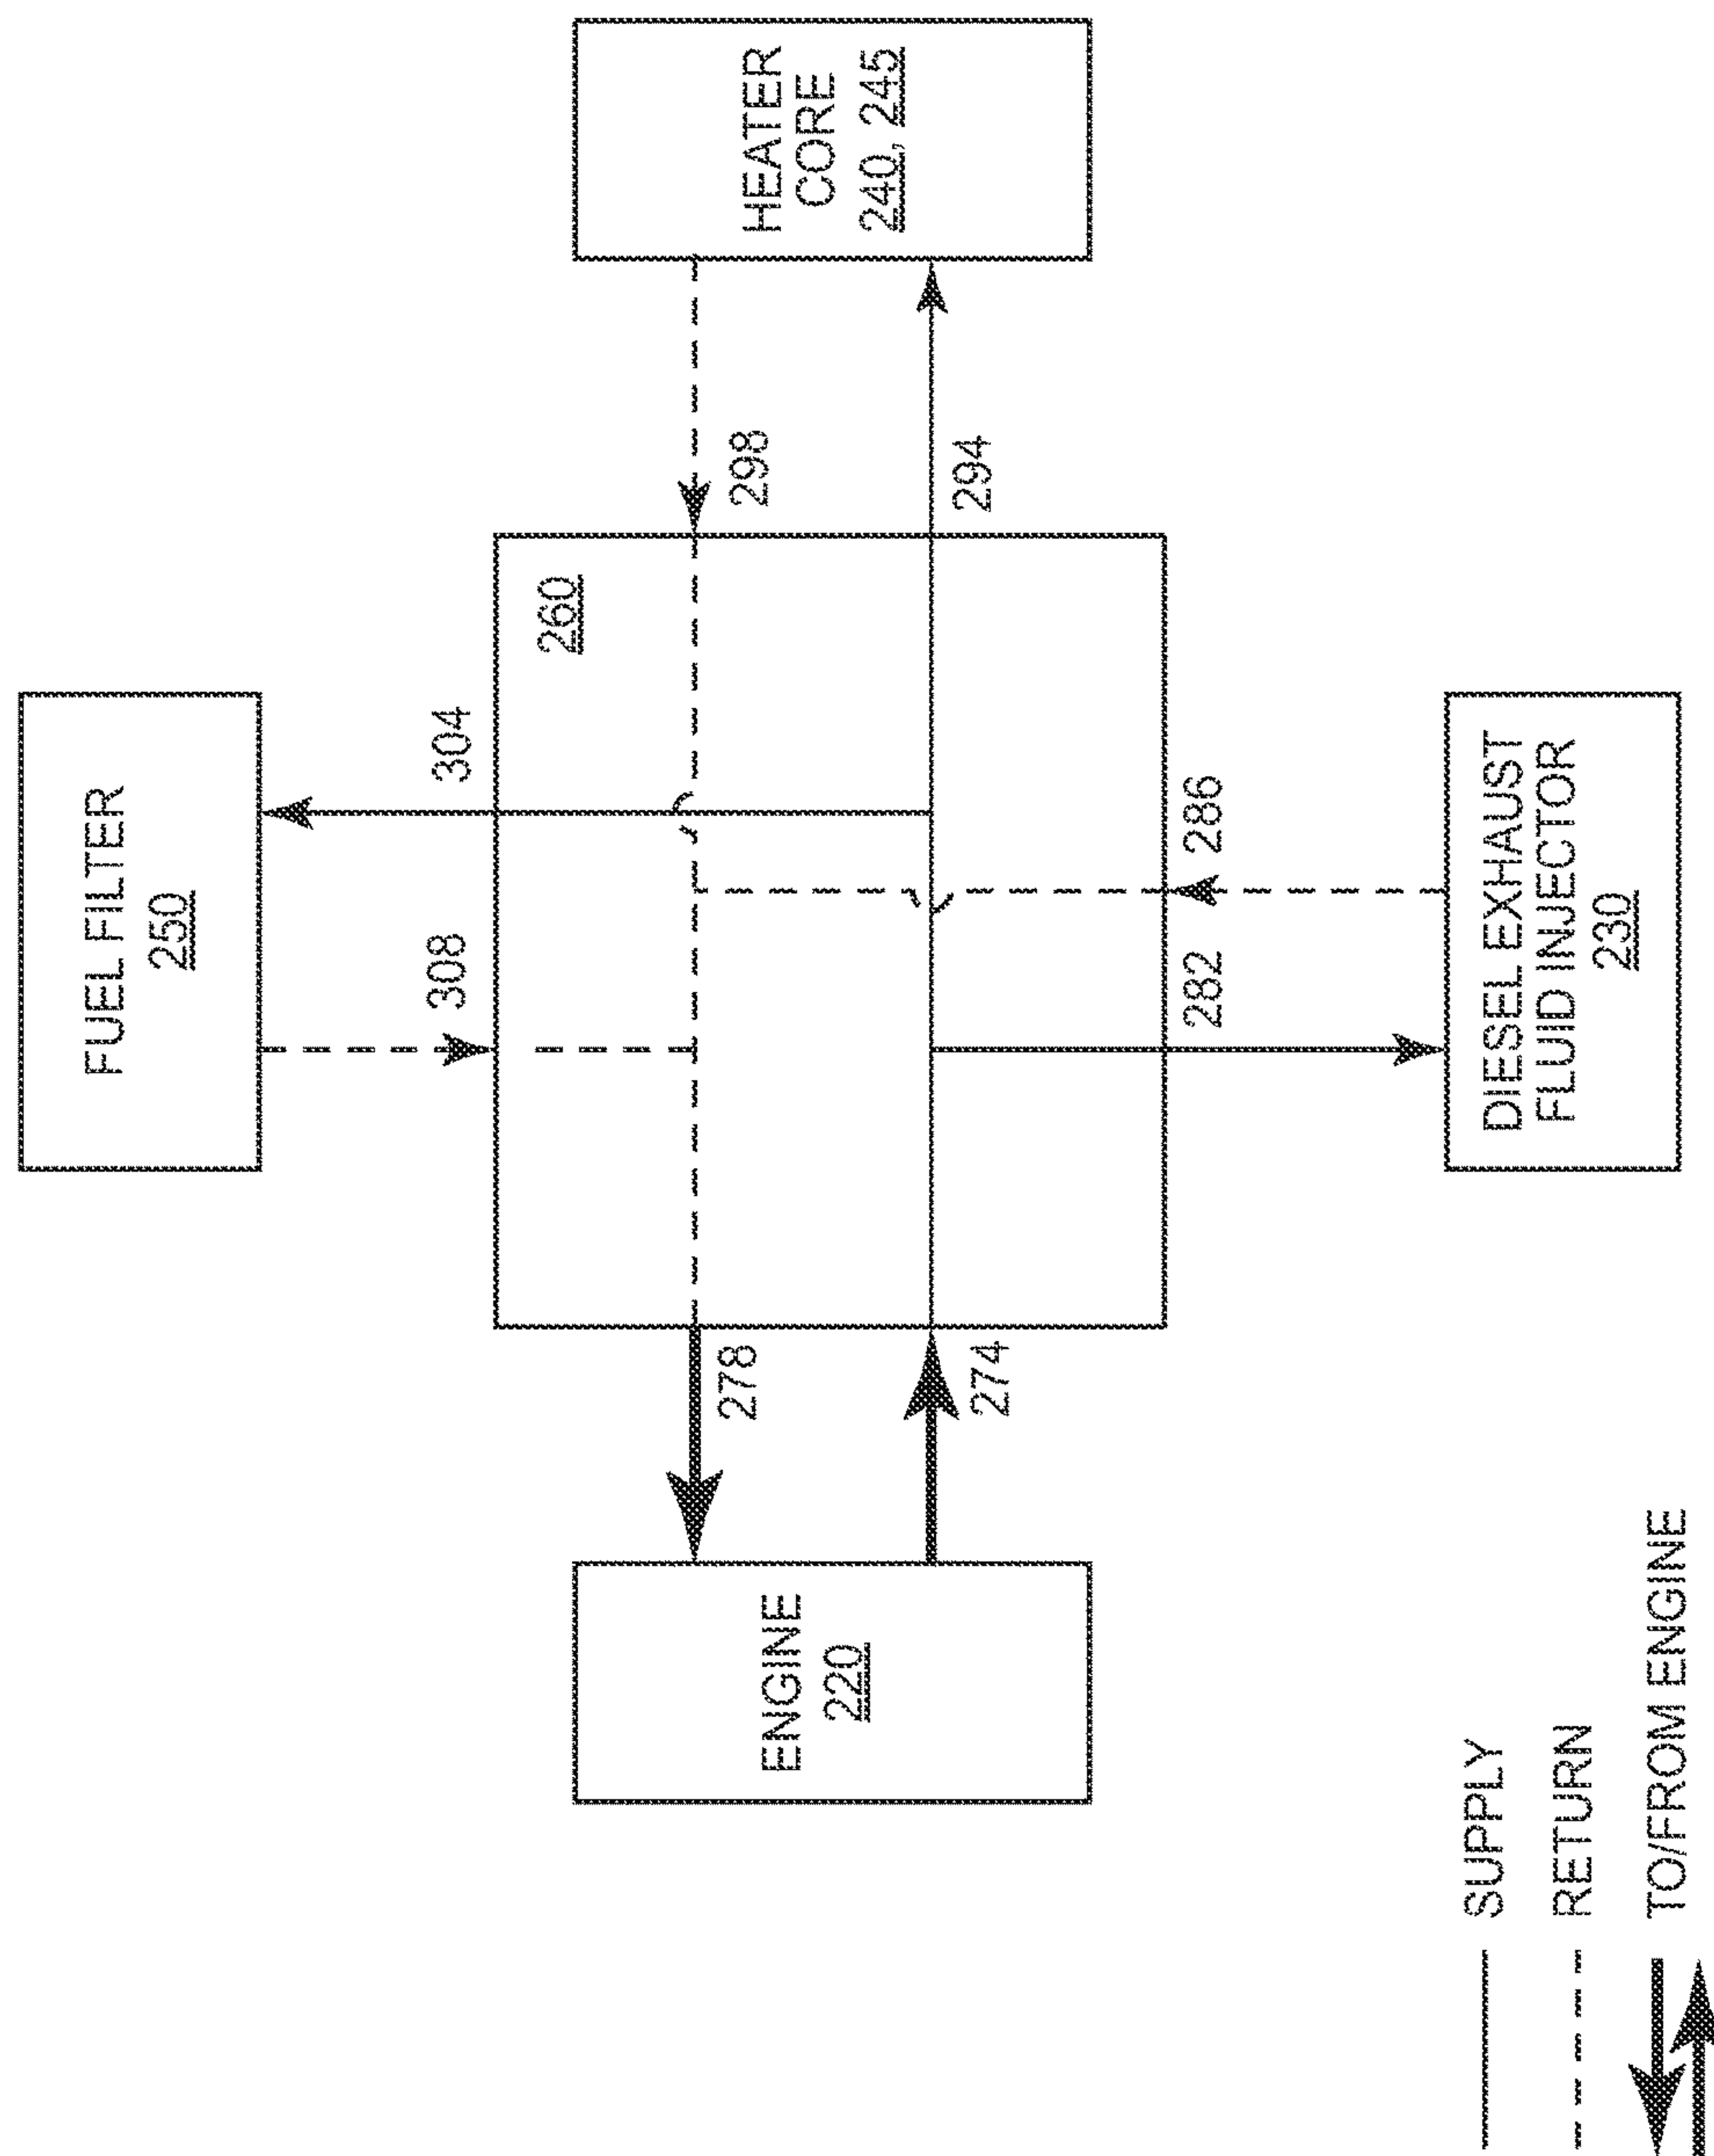 FUEL FILTER
250
308
304
ENGINE
220
278
274
260
298
294
HEATER
CORE
240, 245
282
286
DIESEL EXHAUST
FLUID INJECTOR
230
SUPPLY
RETURN
TO/FROM ENGINE